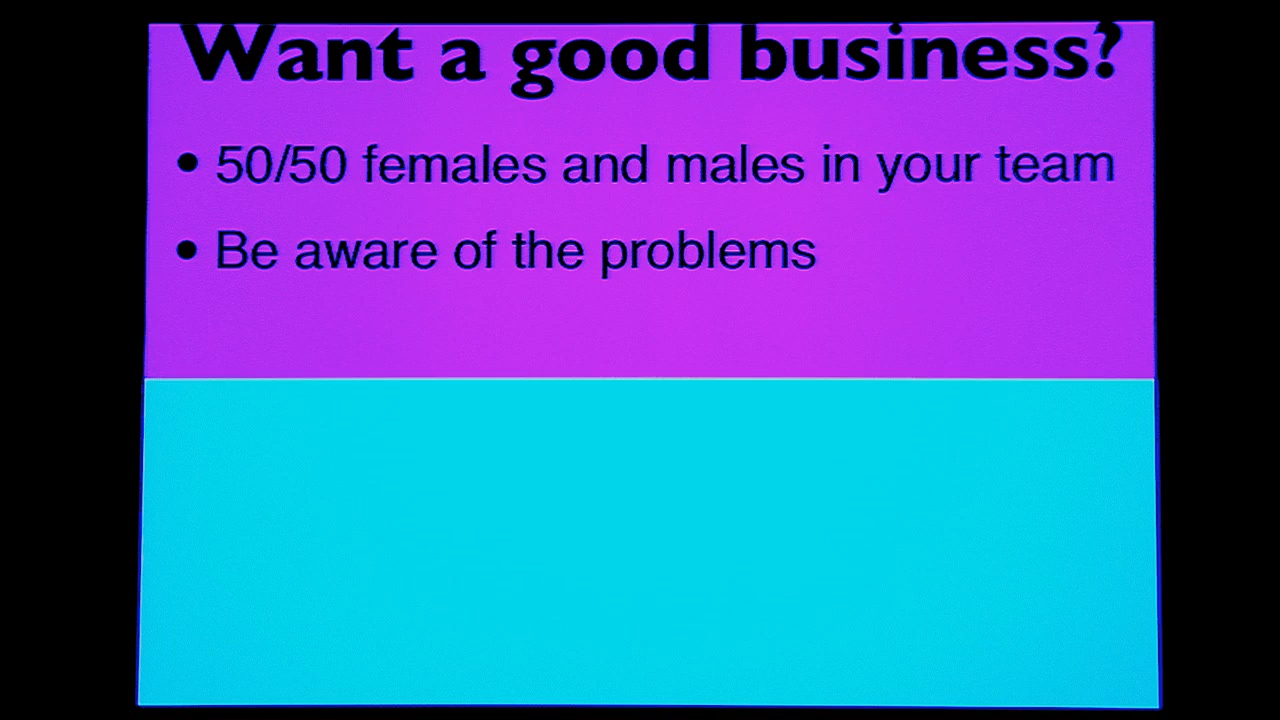 Want a good business?
• 50/50 females and males in your team
• Be aware of the problems